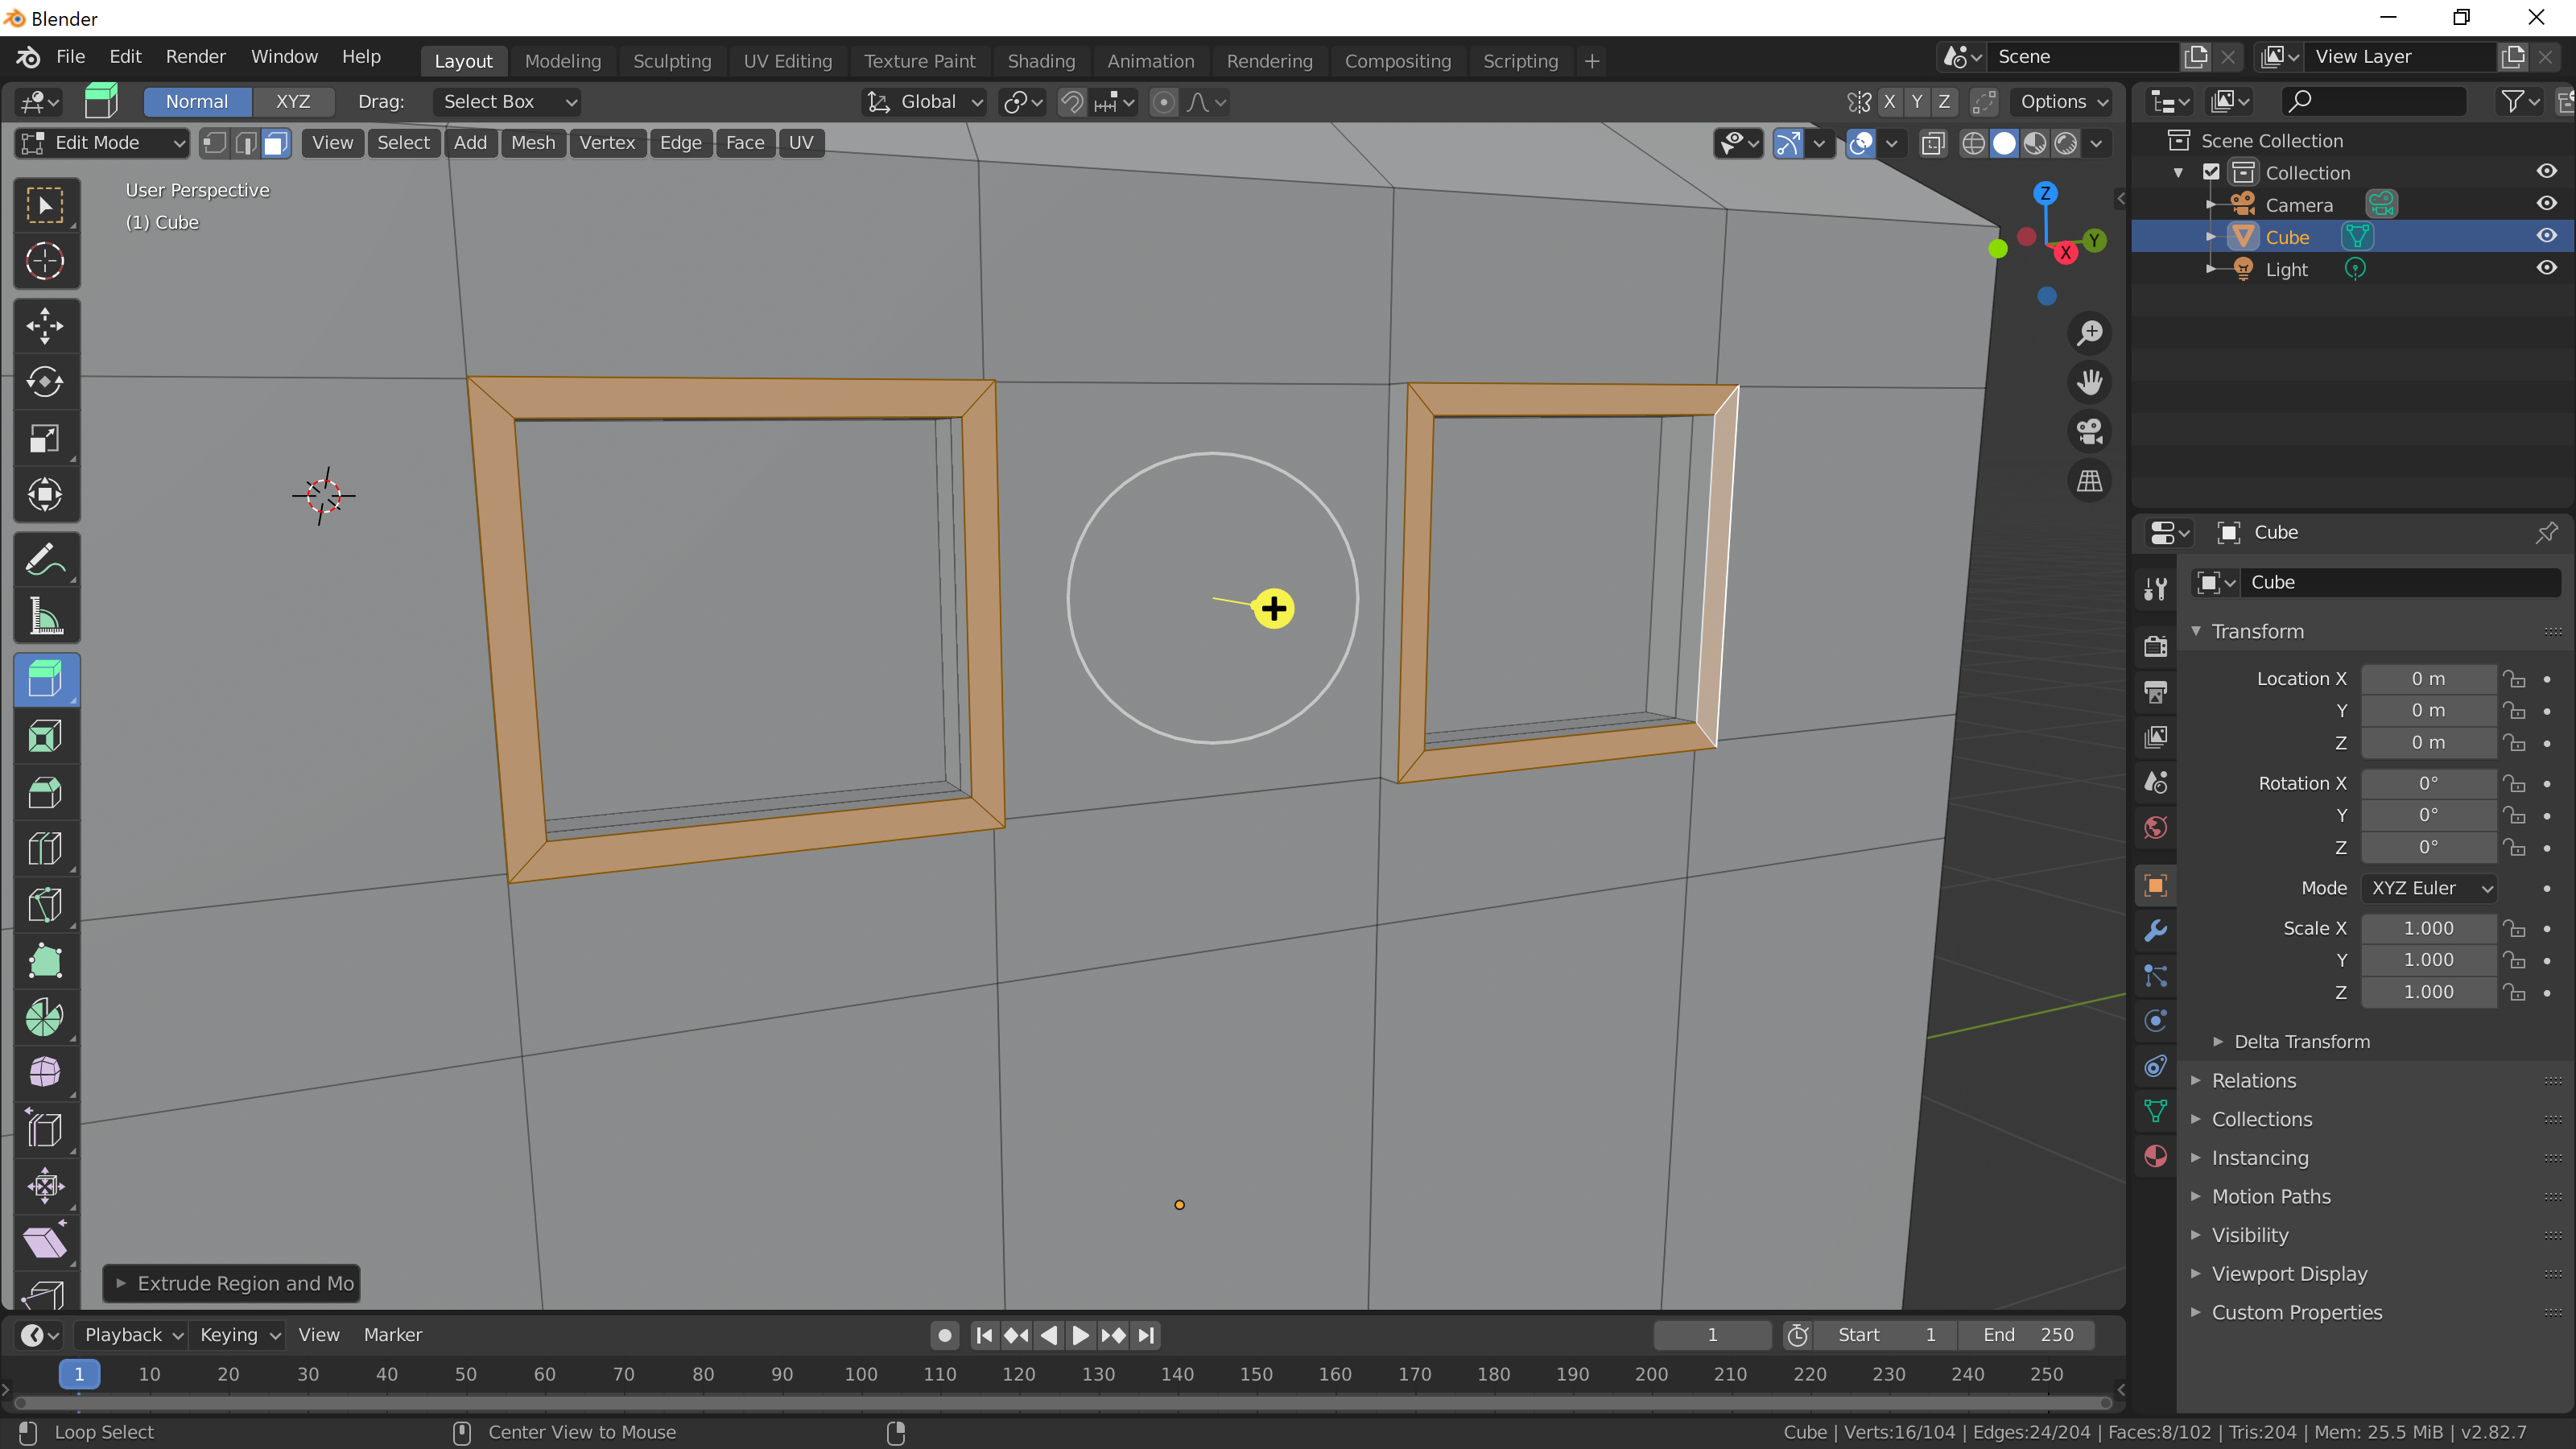 Blender
File Edit Render Window Help Layout Modeling Sculpting UV Editing Texture Paint Shading Animation Rendering Compositing Scripting + Scene View Layer
Normal XYZ Drag: Select Box Global X Y Z Options
Edit Mode View Select Add Mesh Vertex Edge Face UV
User Perspective
(1) Cube
Z
Y
X
Extrude Region and Mo
Scene Collection
Collection
Camera
Cube
Light
Cube
Cube
Transform
Location X 0 m
Y 0 m
Z 0 m
Rotation X 0°
Y 0°
Z 0°
Mode XYZ Euler
Scale X 1.000
Y 1.000
Z 1.000
Delta Transform
Relations
Collections
Instancing
Motion Paths
Visibility
Viewport Display
Custom Properties
Playback Keying View Marker 1 Start 1 End 250
1 10 20 30 40 50 60 70 80 90 100 110 120 130 140 150 160 170 180 190 200 210 220 230 240 250
Loop Select Center View to Mouse Cube | Verts:16/104 | Edges:24/204 | Faces:8/102 | Tris:204 | Mem: 25.5 MiB | v2.82.7